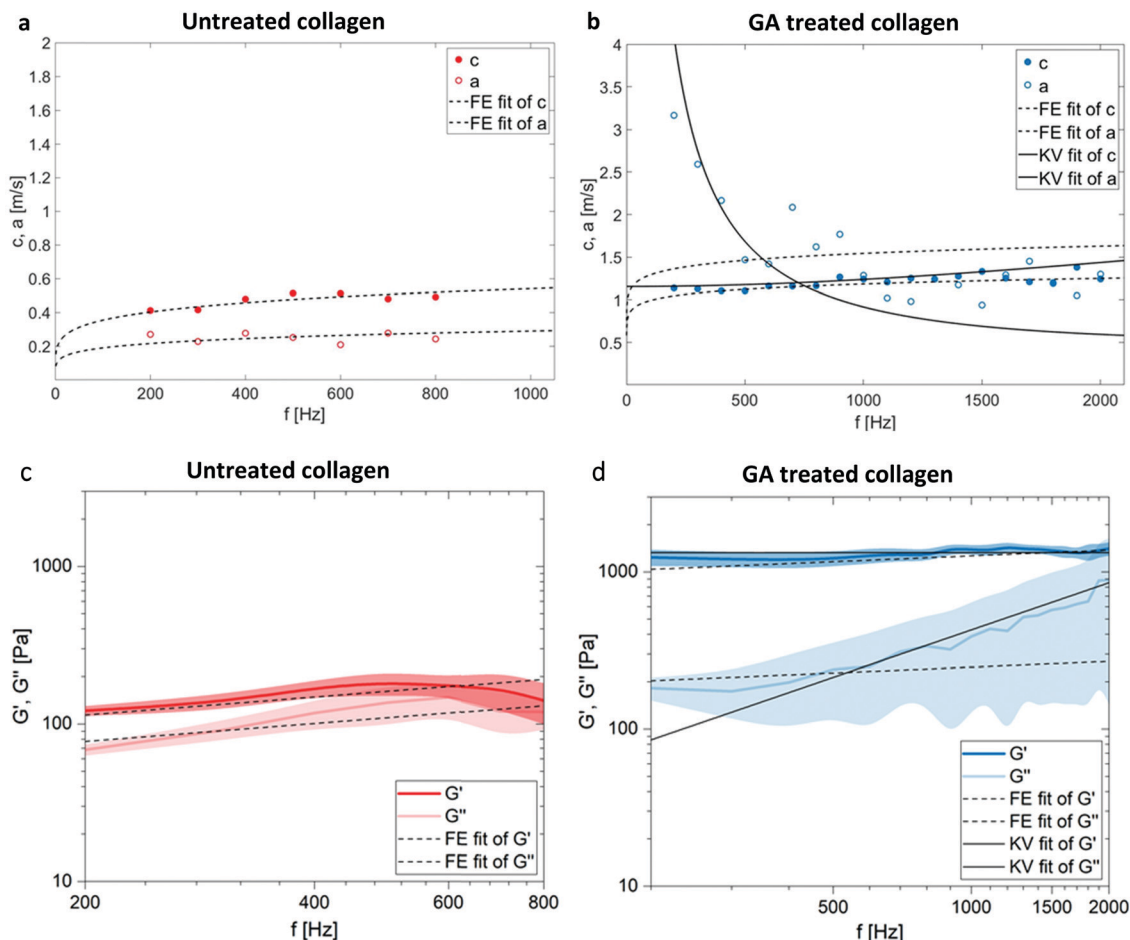 a
Untreated collagen
2
1.8
1.6
1.4
1.2
1
0.8
0.6
0.4
0.2
c, a [m/s]
c
a
FE fit of c
FE fit of a
0
200
400
600
800
1000
f [Hz]
b
GA treated collagen
4
3.5
3
2.5
2
1.5
1
0.5
c, a [m/s]
c
a
FE fit of c
FE fit of a
KV fit of c
KV fit of a
0
500
1000
1500
2000
f [Hz]
c
Untreated collagen
1000
100
10
G', G'' [Pa]
G'
G''
FE fit of G'
FE fit of G''
200
400
600
800
f [Hz]
d
GA treated collagen
1000
100
10
G', G'' [Pa]
G'
G''
FE fit of G'
FE fit of G''
KV fit of G'
KV fit of G''
500
1000
1500
2000
f [Hz]